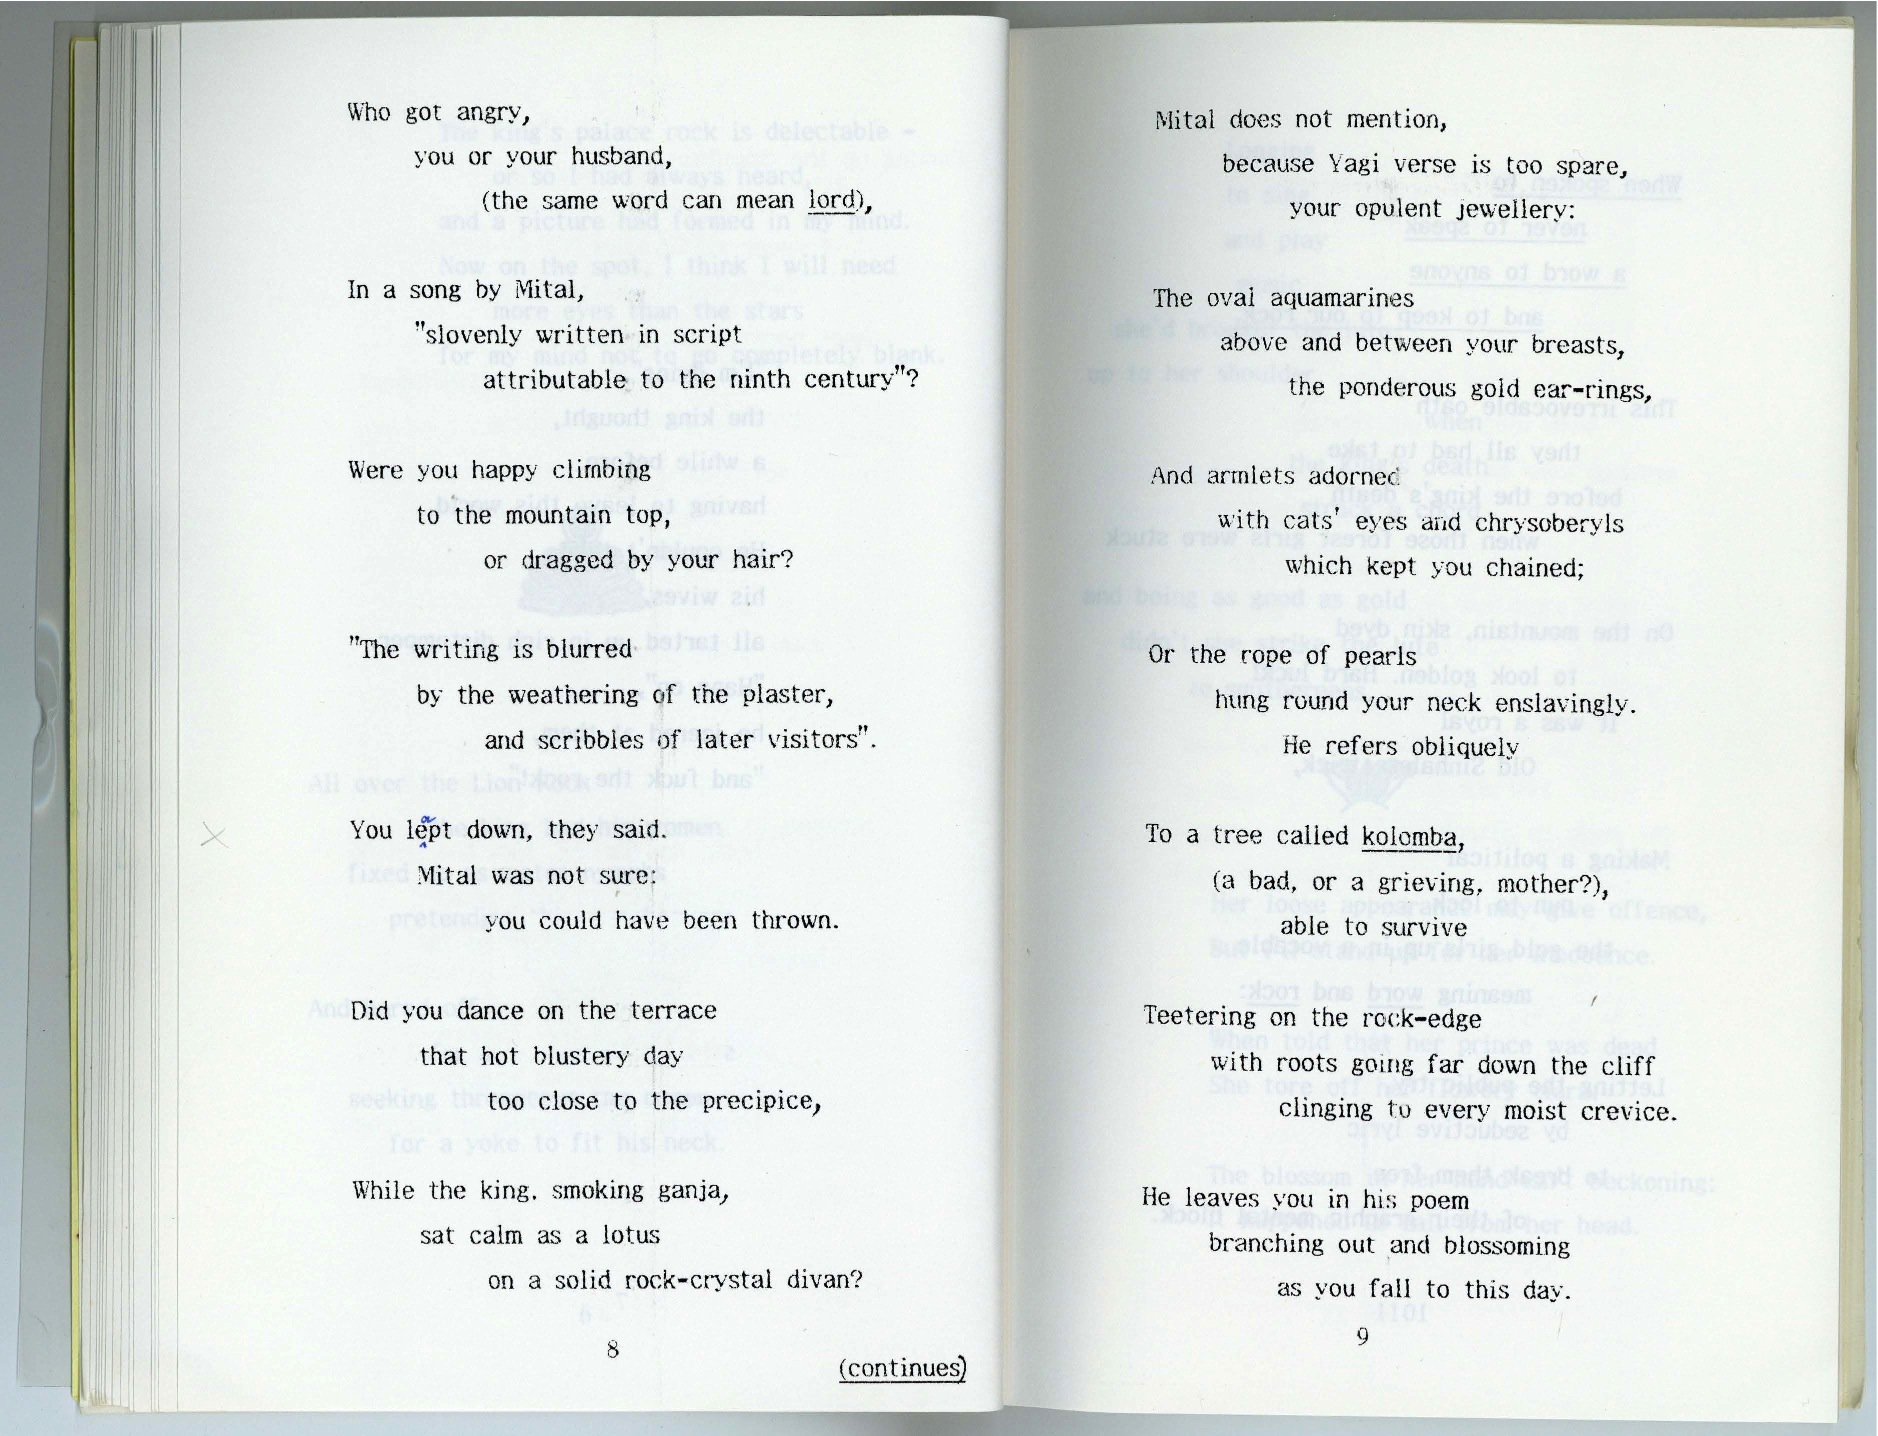 Who got angry,
you or your husband,
(the same word can mean lord),
In a song by Mital,
"slovenly written in script
attributable to the ninth century"?
Were you happy climbing
to the mountain top,
or dragged by your hair?
"The writing is blurred
by the weathering of the plaster,
and scribbles of later visitors".
You lept down, they said.
Mital was not sure:
you could have been thrown.
Did you dance on the terrace
that hot blustery day
too close to the precipice,
While the king, smoking ganja,
sat calm as a lotus
on a solid rock-crystal divan?
8
(continues)
Mital does not mention,
because Yagi verse is too spare,
your opulent jewellery:
The oval aquamarines
above and between your breasts,
the ponderous gold ear-rings,
And armlets adorned
with cats' eyes and chrysoberyls
which kept you chained;
Or the rope of pearls
hung round your neck enslavingly.
He refers obliquely
To a tree called kolomba,
(a bad, or a grieving, mother?),
able to survive
Teetering on the rock-edge
with roots going far down the cliff
clinging to every moist crevice.
He leaves you in his poem
branching out and blossoming
as you fall to this day.
9